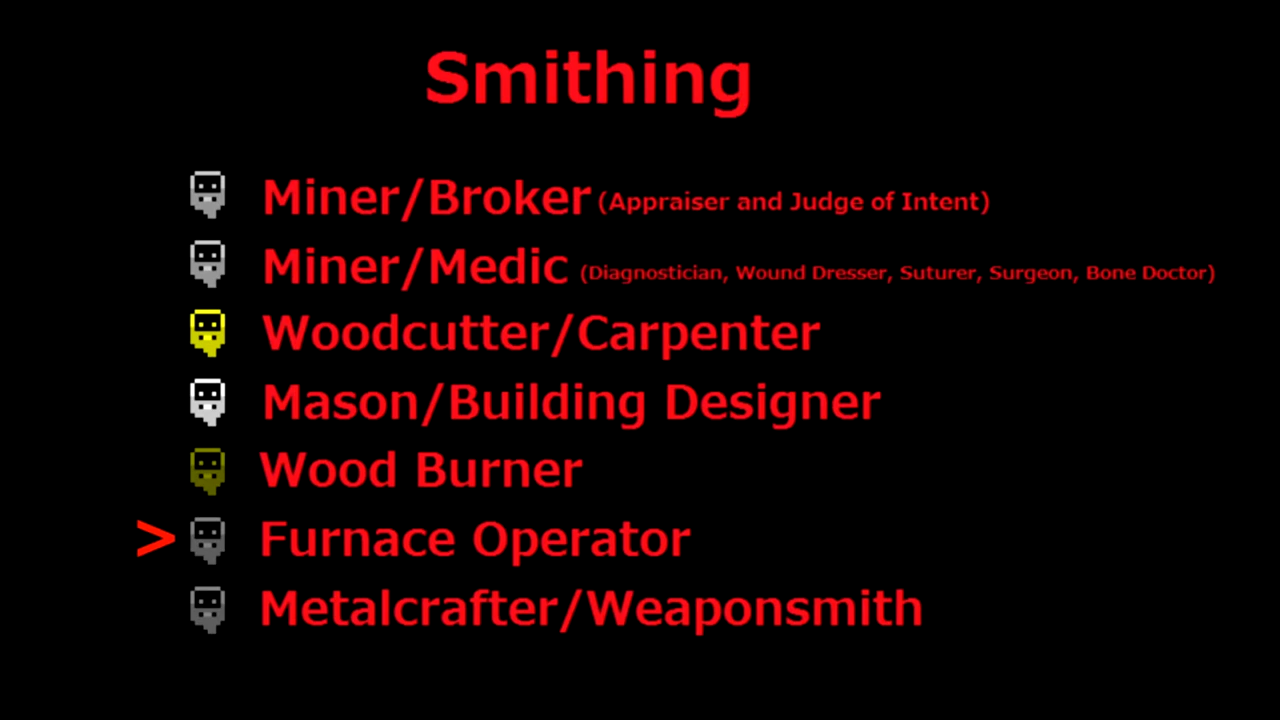 Smithing
Miner/Broker (Appraiser and Judge of Intent)
Miner/Medic (Diagnostician, Wound Dresser, Suturer, Surgeon, Bone Doctor)
Woodcutter/Carpenter
Mason/Building Designer
Wood Burner
> Furnace Operator
Metalcrafter/Weaponsmith